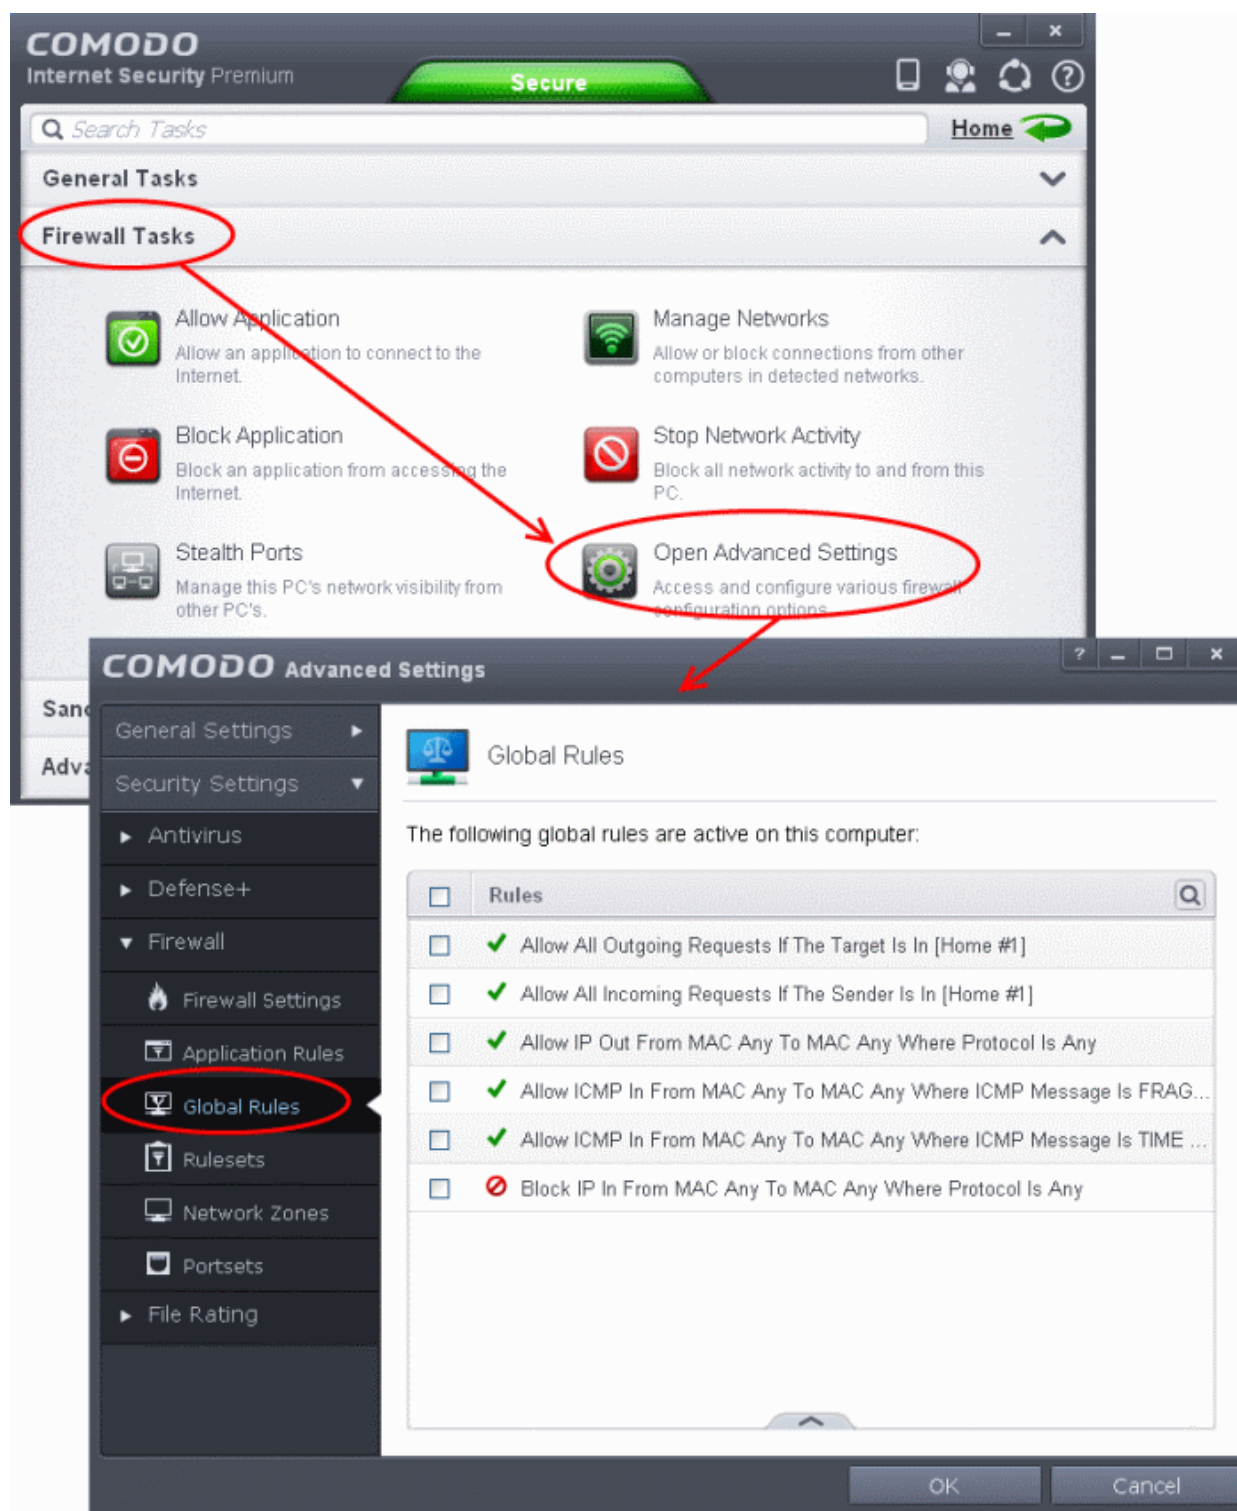 COMODO
Internet Security Premium
Secure
Search Tasks
Home
General Tasks
Firewall Tasks
Allow Application
Allow an application to connect to the
Internet.
Manage Networks
Allow or block connections from other
computers in detected networks.
Block Application
Block an application from accessing the
Internet.
Stop Network Activity
Block all network activity to and from this
PC.
Stealth Ports
Manage this PC's network visibility from
other PC's.
Open Advanced Settings
Access and configure various firewall
configuration options.
Sand
Adva
COMODO Advanced Settings
General Settings
Security Settings
Antivirus
Defense+
Firewall
Firewall Settings
Application Rules
Global Rules
Rulesets
Network Zones
Portsets
File Rating
Global Rules
The following global rules are active on this computer:
Rules
Allow All Outgoing Requests If The Target Is In [Home #1]
Allow All Incoming Requests If The Sender Is In [Home #1]
Allow IP Out From MAC Any To MAC Any Where Protocol Is Any
Allow ICMP In From MAC Any To MAC Any Where ICMP Message Is FRAG...
Allow ICMP In From MAC Any To MAC Any Where ICMP Message Is TIME ...
Block IP In From MAC Any To MAC Any Where Protocol Is Any
OK
Cancel